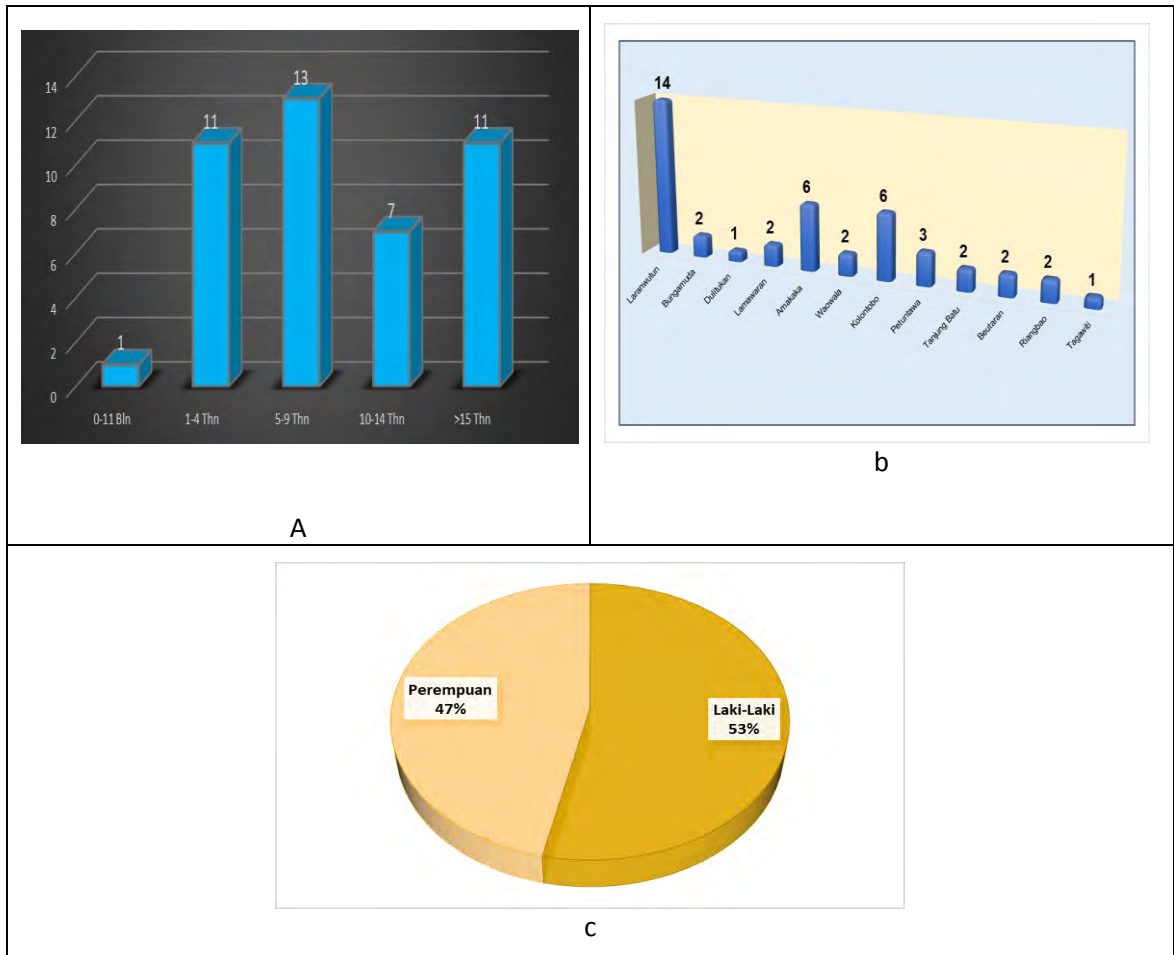 14
12
10
8
6
4
2
0
1
11
13
7
11
0-11 Bln
1-4 Thn
5-9 Thn
10-14 Thn
>15 Thn
A
14
2
1
2
6
2
6
3
2
2
2
1
Laranwutun
Bungamuda
Dulitukan
Lamawaran
Amakaka
Waowala
Kolontobo
Petuntawa
Tanjung Batu
Beutaran
Riangbao
Tagawiti
b
Perempuan
47%
Laki-Laki
53%
c